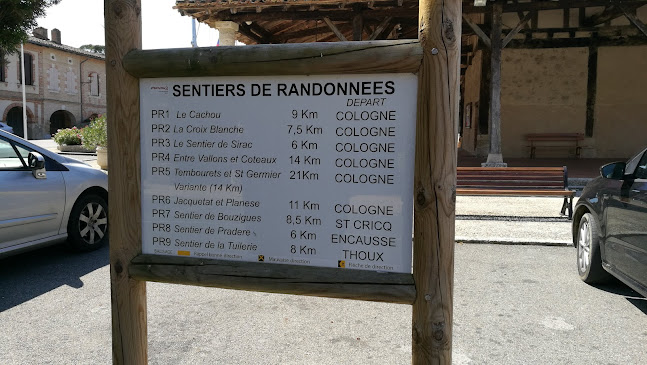 SENTIERS DE RANDONNEES
DEPART
PR1 Le Cachou 9 Km COLOGNE
PR2 La Croix Blanche 7,5 Km COLOGNE
PR3 Le Sentier de Sirac 6 Km COLOGNE
PR4 Entre Vallons et Coteaux 14 Km COLOGNE
PR5 Tembourets et St Germier 21Km COLOGNE
Variante (14 Km)
PR6 Jacquetat et Planese 11 Km COLOGNE
PR7 Sentier de Bouzigues 8,5 Km ST CRICQ
PR8 Sentier de Pradere 6 Km ENCAUSSE
PR9 Sentier de la Tuilerie 8 Km THOUX
direction